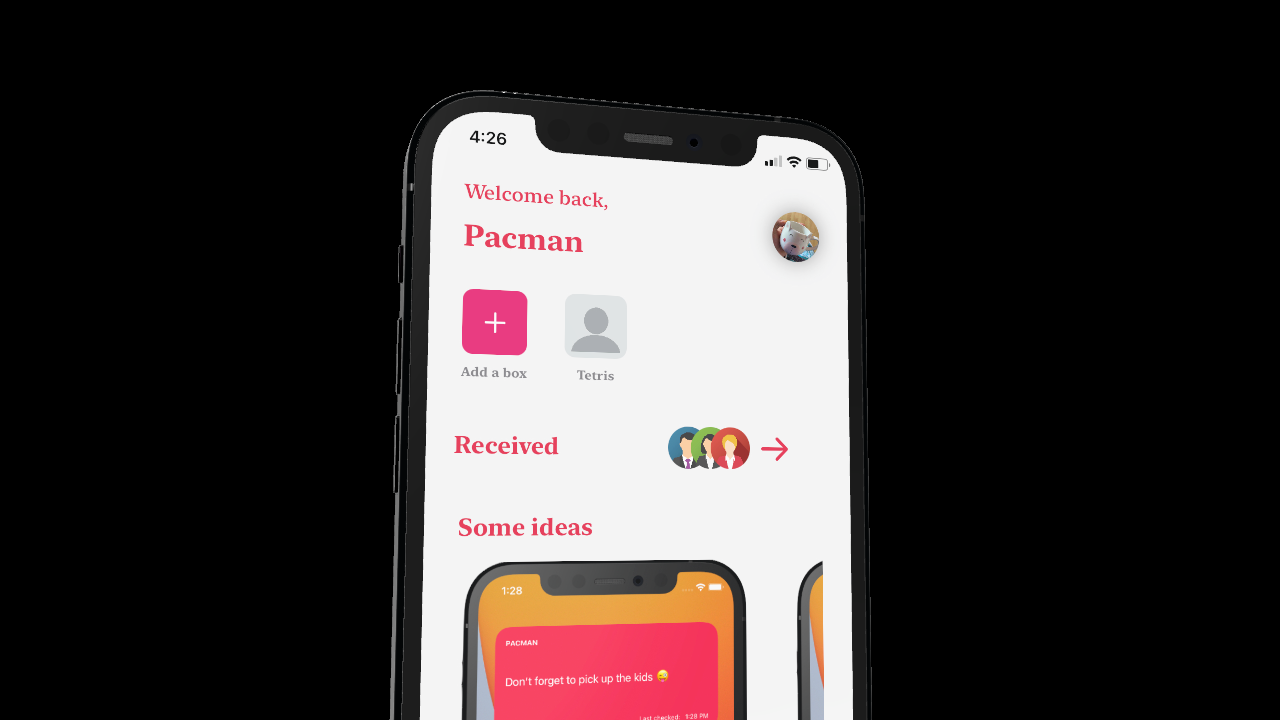 4:26
Welcome back,
Pacman
Add a box
Tetris
Received
Some ideas
1:28
PACMAN
Don't forget to pick up the kids 😜
Last checked: 1:28 PM